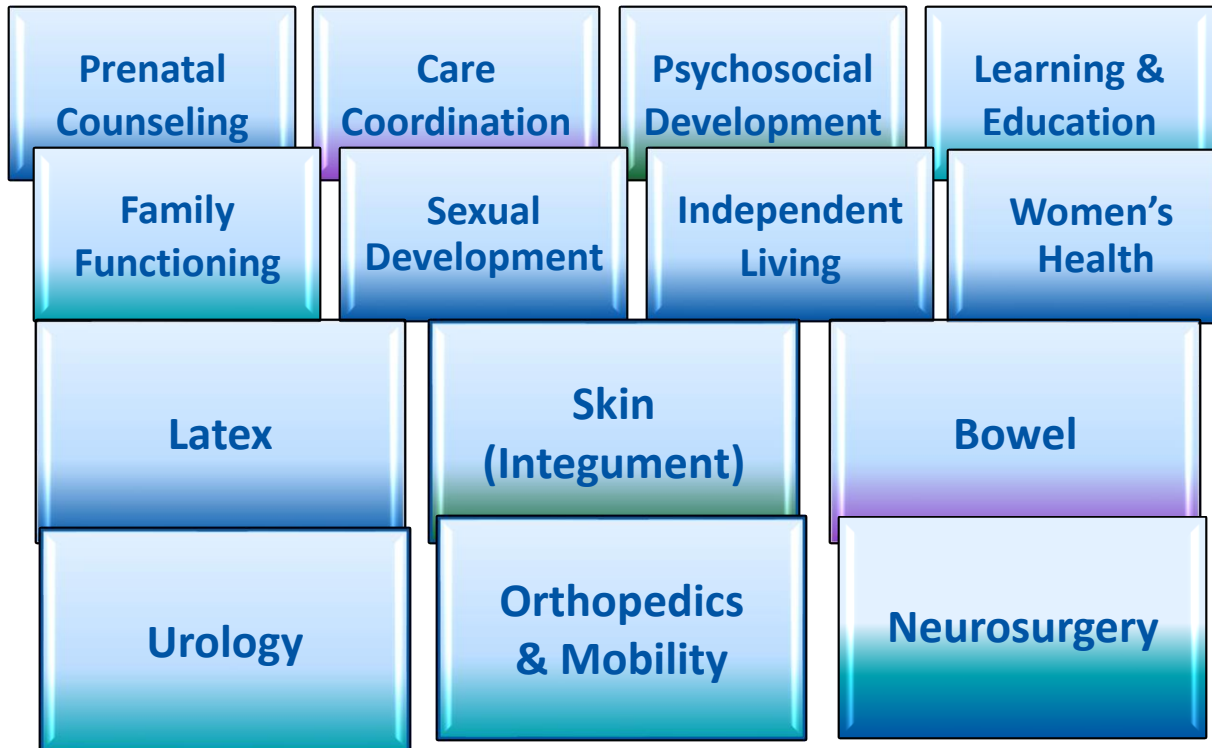 Prenatal
Counseling
Care
Coordination
Psychosocial
Development
Learning &
Education
Family
Functioning
Sexual
Development
Independent
Living
Women’s
Health
Latex
Skin
(Integument)
Bowel
Urology
Orthopedics
& Mobility
Neurosurgery